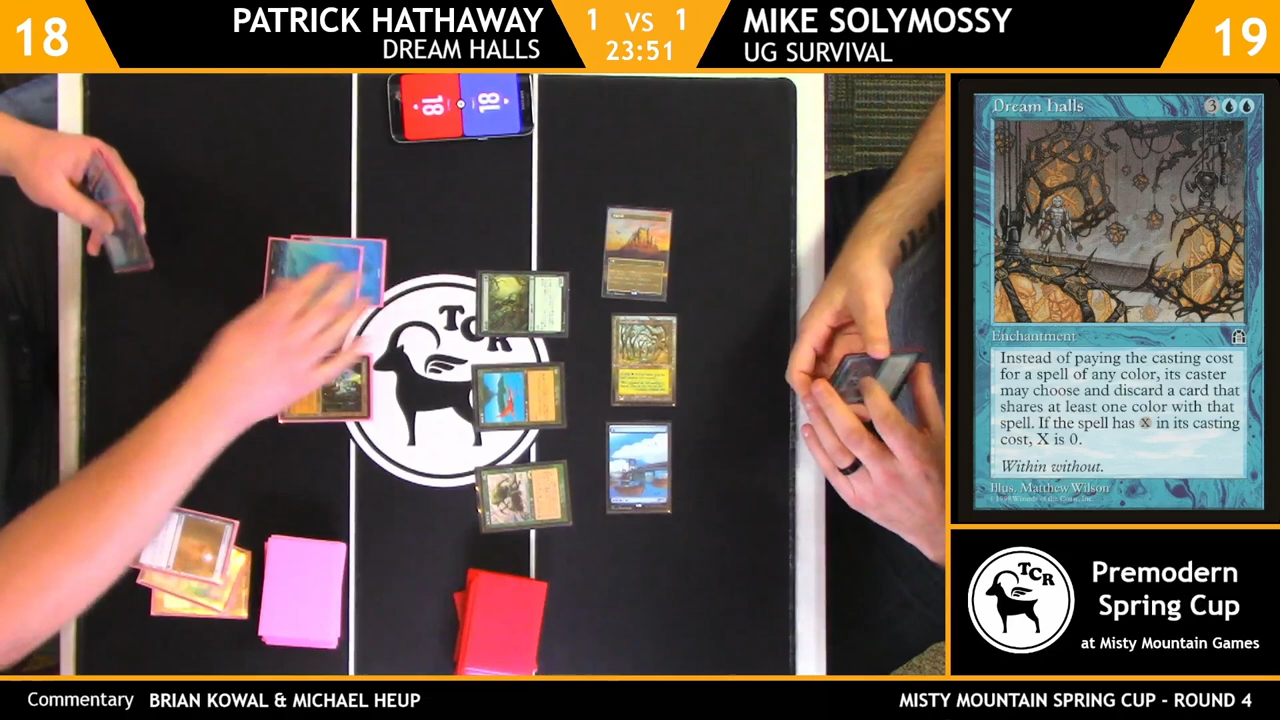 18
PATRICK HATHAWAY
DREAM HALLS
1 VS 1
23:51
MIKE SOLYMOSSY
UG SURVIVAL
19
18
18
TCR
Dream Halls
3
Enchantment
Instead of paying the casting cost
for a spell of any color, its caster
may choose and discard a card that
shares at least one color with that
spell. If the spell has X in its casting
cost, X is 0.
Within without.
Illus. Matthew Wilson
TCR
Premodern
Spring Cup
at Misty Mountain Games
Commentary BRIAN KOWAL & MICHAEL HEUP
MISTY MOUNTAIN SPRING CUP - ROUND 4